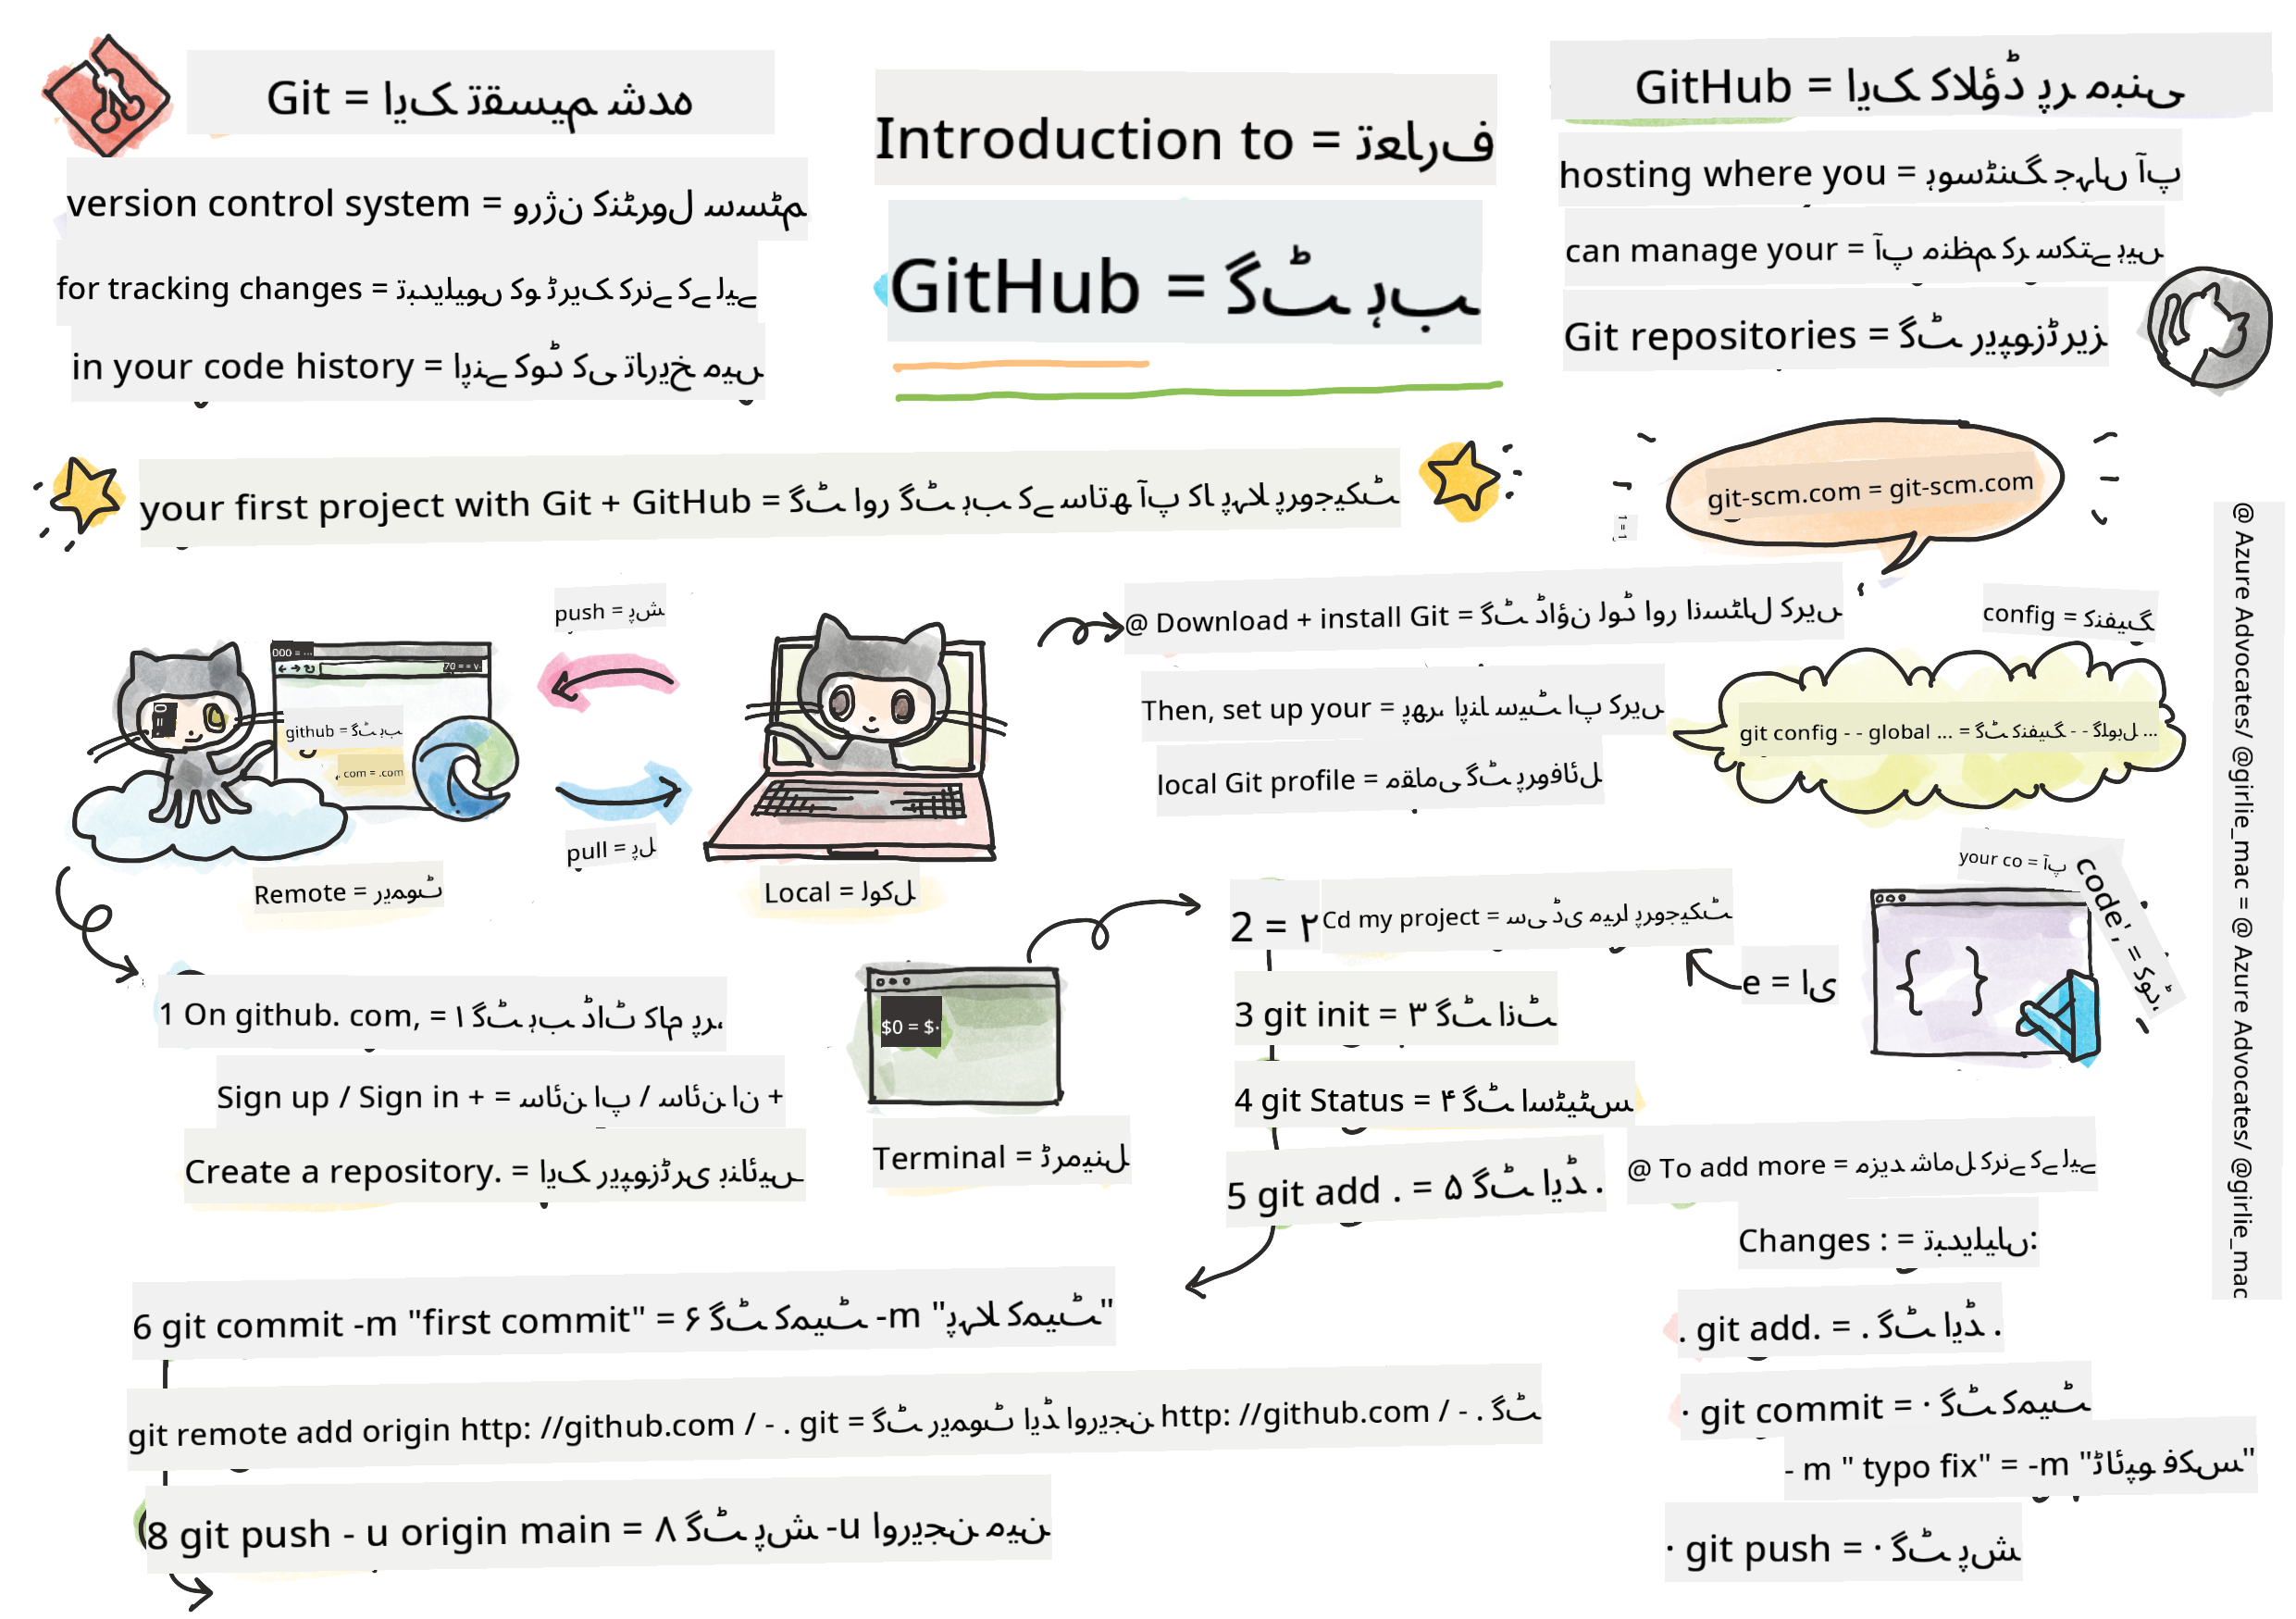 Git = ایک تقسیم شدہ
version control system = ورژن کنٹرول سسٹم
for tracking changes = تبدیلیوں کو ٹریک کرنے کے لیے
in your code history = اپنے کوڈ کی تاریخ میں
Introduction to = تعارف
GitHub = گٹ ہب
GitHub = ایک کلاؤڈ پر مبنی
hosting where you = ہوسٹنگ جہاں آپ
can manage your = آپ منظم کر سکتے ہیں
Git repositories = گٹ ریپوزٹریز
your first project with Git + GitHub = گٹ اور گٹ ہب کے ساتھ آپ کا پہلا پروجیکٹ
git-scm.com = git-scm.com
1 = 1
@ Azure Advocates/ @girlie_mac = @ Azure Advocates/ @girlie_mac
push = پش
pull = پل
github = گٹ ہب
. com = .com
Remote = ریموٹ
Local = لوکل
@ Download + install Git = گٹ ڈاؤن لوڈ اور انسٹال کریں
Then, set up your = پھر اپنا سیٹ اپ کریں
local Git profile = مقامی گٹ پروفائل
config = کنفیگ
git config - - global ... = گٹ کنفیگ - - گلوبل ...
1 On github. com, = ۱ گٹ ہب ڈاٹ کام پر،
Sign up / Sign in + = سائن اپ / سائن ان +
Create a repository. = ایک ریپوزٹری بنائیں۔
$0 = $۰
Terminal = ٹرمینل
2 = ۲
Cd my project = سی ڈی میرا پروجیکٹ
3 git init = ۳ گٹ انٹ
4 git Status = ۴ گٹ اسٹیٹس
5 git add . = ۵ گٹ ایڈ .
your co = آپ
code', = کوڈ',
e = ای
@ To add more = مزید شامل کرنے کے لیے
Changes : = تبدیلیاں:
. git add. = . گٹ ایڈ .
· git commit = · گٹ کمیٹ
- m " typo fix" = -m "ٹائپو فکس"
· git push = · گٹ پش
6 git commit -m "first commit" = ۶ گٹ کمیٹ -m "پہلا کمیٹ"
git remote add origin http: //github.com / - . git = گٹ ریموٹ ایڈ اوریجن http: //github.com / - . گٹ
8 git push - u origin main = ۸ گٹ پش -u اوریجن مین